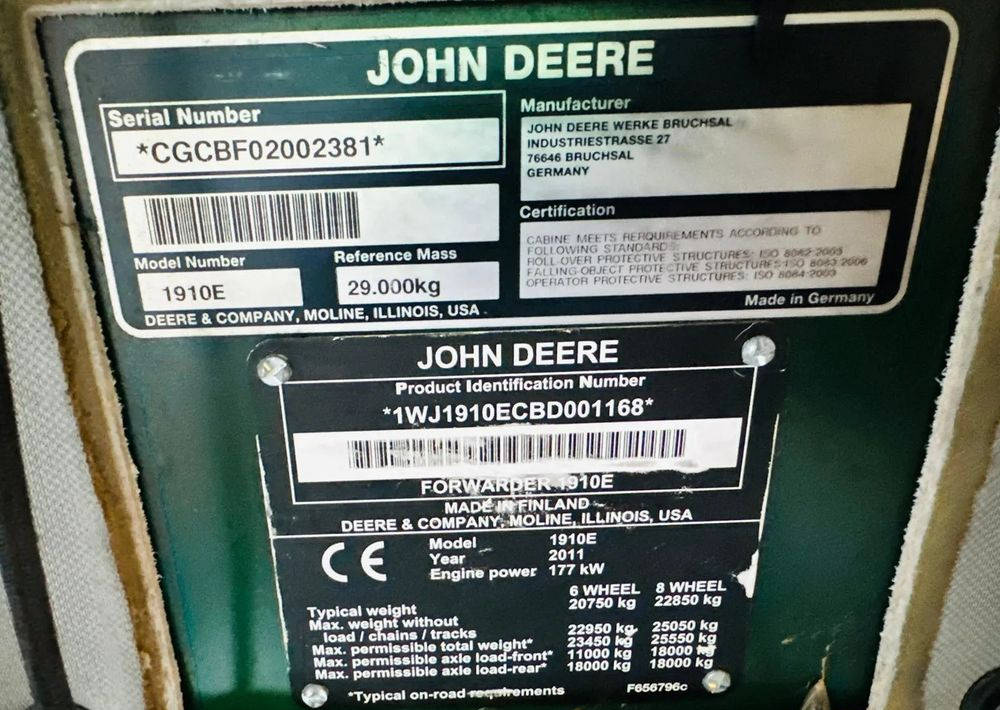 JOHN DEERE
Serial Number
*CGCBF02002381*
Model Number
1910E
Reference Mass
29.000kg
DEERE & COMPANY, MOLINE, ILLINOIS, USA
Manufacturer
JOHN DEERE WERKE BRUCHSAL
INDUSTRIESTRASSE 27
76646 BRUCHSAL
GERMANY
Certification
CABINE MEETS RERQUIREMENTS ACCORDING TO
FOLLOWING STANDARDS:
ROLL-OVER PROTECTIVE STRUCTURES: ISO 8082:2003
FALLING-OBJECT PROTECTIVE STRUCTURES: ISO 8083:2006
OPERATOR PROTECTIVE STRUCTURES: ISO 8084:2003
Made in Germany
JOHN DEERE
Product Identification Number
*1WJ1910ECBD001168*
FORWARDER 1910E
MADE IN FINLAND
DEERE & COMPANY, MOLINE, ILLINOIS, USA
CE
Model 1910E
Year 2011
Engine power 177 kW
6 WHEEL 8 WHEEL
Typical weight 20750 kg 22850 kg
Max. weight without
load / chains / tracks 22950 kg 25050 kg
Max. permissible total weight* 23450 kg 25550 kg
Max. permissible axle load-front* 11000 kg 18000 kg
Max. permissible axle load-rear* 18000 kg 18000 kg
*Typical on-road requirements F656796c